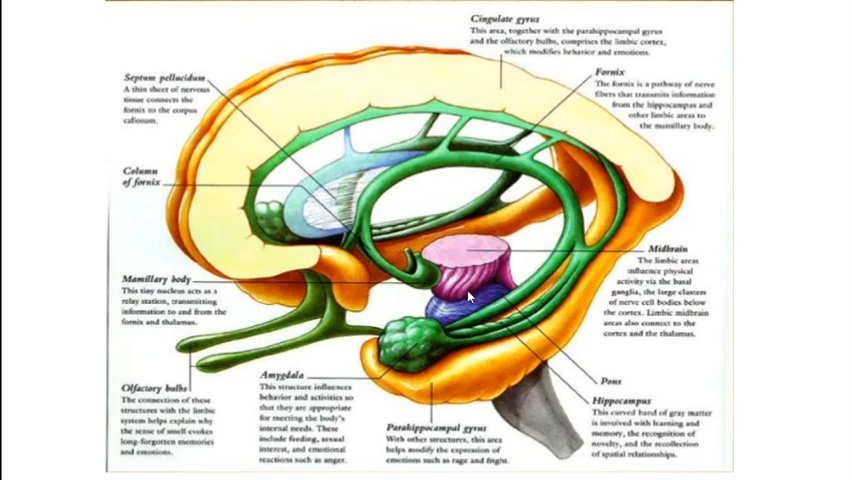 Cingulate gyrus
This area, together with the parahippocampal gyrus
and the olfactory bulbs, comprises the limbic cortex,
which modifies behavior and emotions.
Septum pellucidum
A thin sheet of nervous
tissue connects the
fornix to the corpus
callosum.
Fornix
The fornix is a pathway of nerve
fibers that transmits information
from the hippocampus and
other limbic areas to
the mamillary body.
Column
of fornix
Midbrain
The limbic areas
influence physical
activity via the basal
ganglia, the large clusters
of nerve cell bodies below
the cortex. Limbic midbrain
areas also connect to the
cortex and the thalamus.
Mamillary body
This tiny nucleus acts as a
relay station, transmitting
information to and from the
fornix and thalamus.
Olfactory bulbs
The connection of these
structures with the limbic
system helps explain why
the sense of smell evokes
long-forgotten memories
and emotions.
Amygdala
This structure influences
behavior and activities so
that they are appropriate
for meeting the body's
internal needs. These
include feeding, sexual
interest, and emotional
reactions such as anger.
Parahippocampal gyrus
With other structures, this area
helps modify the expression of
emotions such as rage and fright.
Pons
Hippocampus
This curved band of gray matter
is involved with learning and
memory, the recognition of
novelty, and the recollection
of spatial relationships.